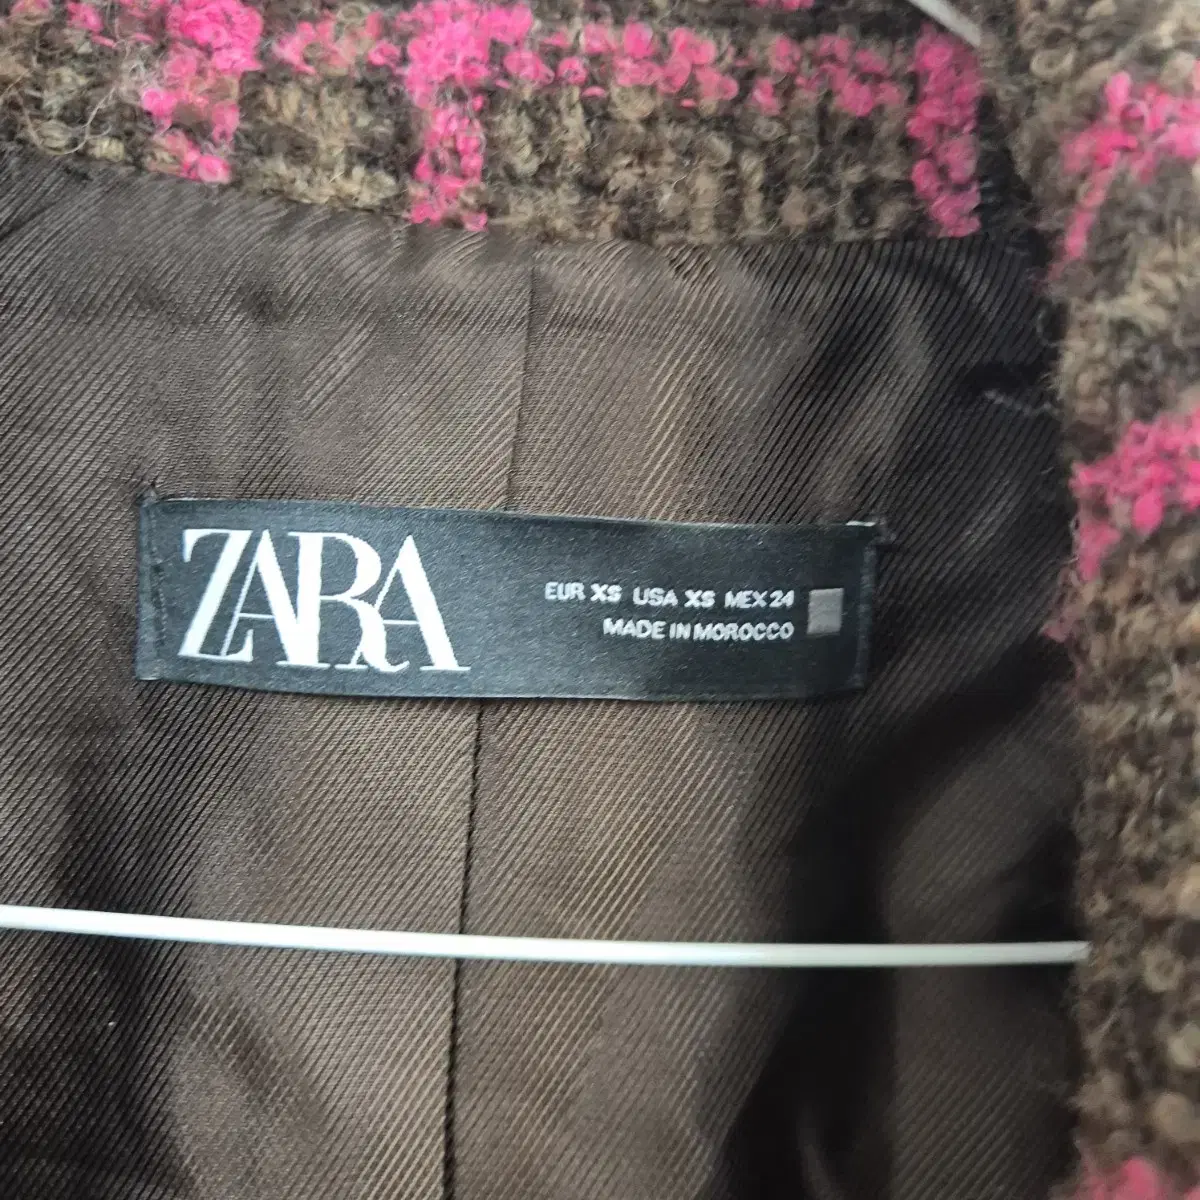 ZARA
EUR XS USA XS MEX 24
MADE IN MOROCCO